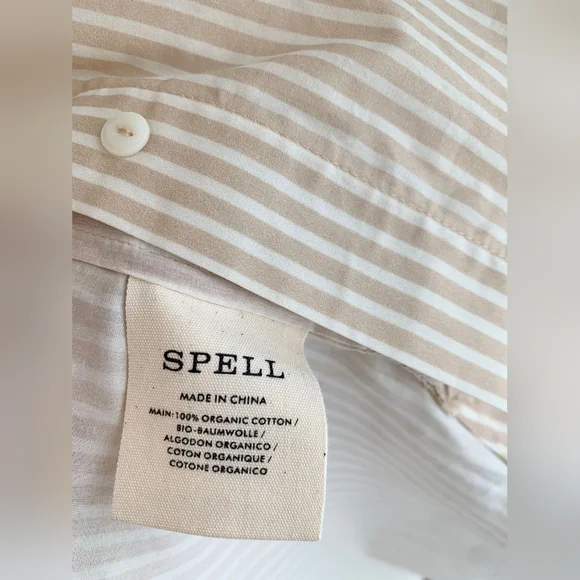 SPELL
MADE IN CHINA
MAIN: 100% ORGANIC COTTON /
BIO-BAUMWOLLE /
ALGODON ORGANICO /
COTON ORGANIQUE /
COTONE ORGANICO